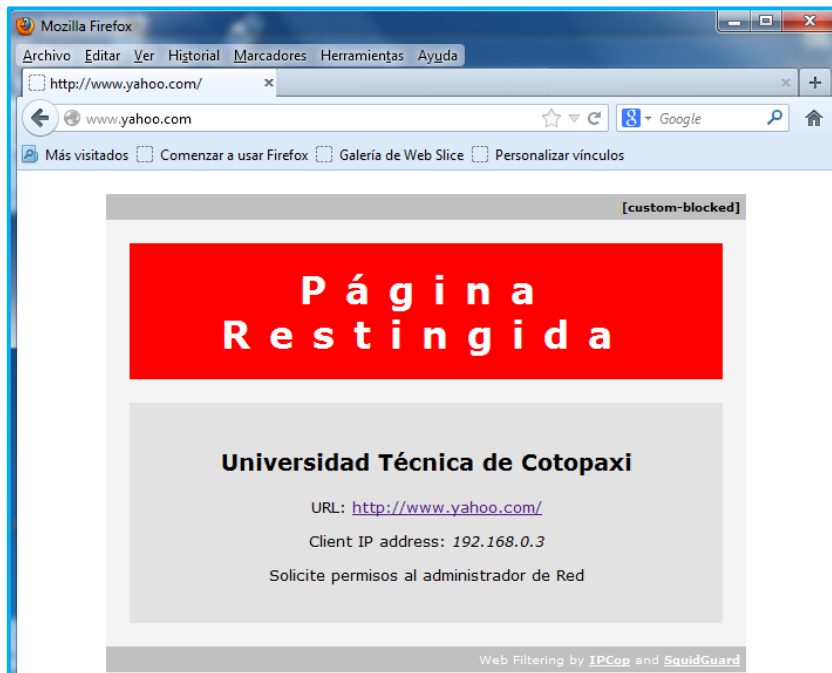 Mozilla Firefox
Archivo Editar Ver Historial Marcadores Herramientas Ayuda
http://www.yahoo.com/
www.yahoo.com
Google
Más visitados Comenzar a usar Firefox Galería de Web Slice Personalizar vínculos
[custom-blocked]
Página
Restingida
Universidad Técnica de Cotopaxi
URL: http://www.yahoo.com/
Client IP address: 192.168.0.3
Solicite permisos al administrador de Red
Web Filtering by IPCop and SquidGuard